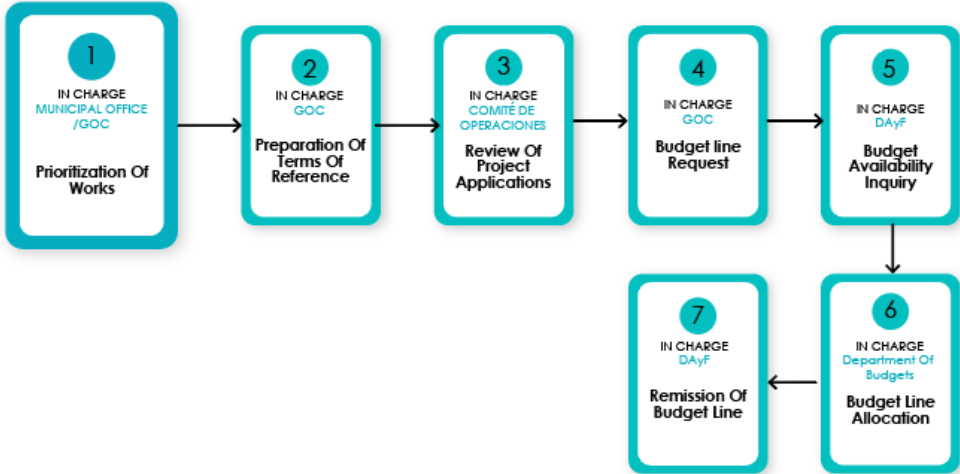 1
IN CHARGE
MUNICIPAL OFFICE
/GOC
Prioritization Of
Works
2
IN CHARGE
GOC
Preparation Of
Terms Of
Reference
3
IN CHARGE
COMITÉ DE
OPERACIONES
Review Of
Project
Applications
4
IN CHARGE
GOC
Budget line
Request
5
IN CHARGE
DAyF
Budget
Availability
Inquiry
6
IN CHARGE
Department Of
Budgets
Budget Line
Allocation
7
IN CHARGE
DAyF
Remission Of
Budget Line